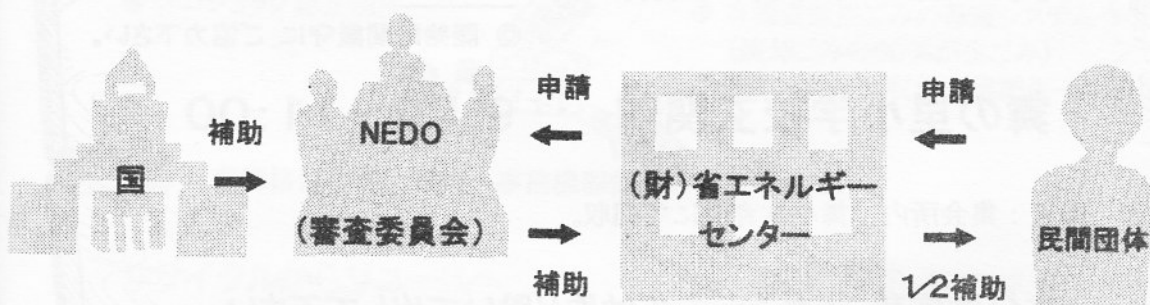 補助
国
NEDO
(審査委員会)
申請
補助
(財)省エネルギー
センター
申請
1/2補助
民間団体